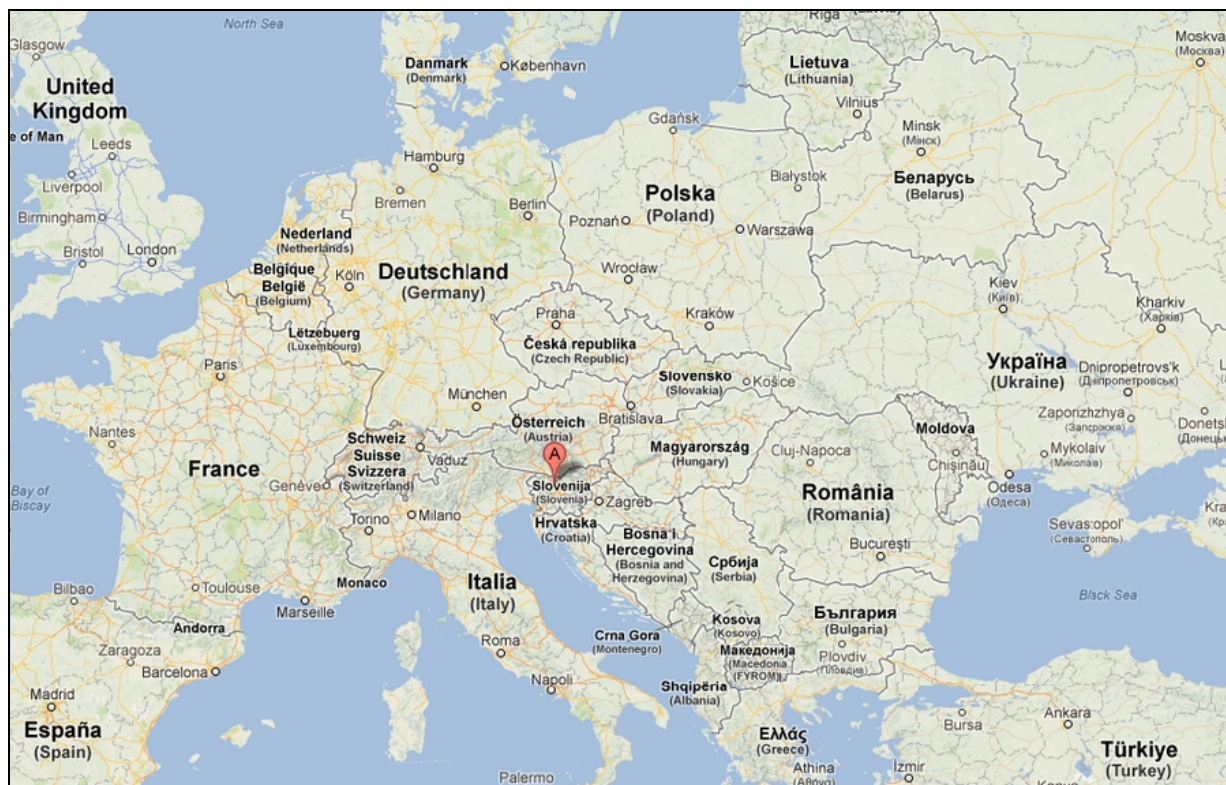 North Sea
Glasgow
United
Kingdom
e of Man
Leeds
Liverpool
Birmingham
Bristol
London
Danmark
(Denmark)
København
Hamburg
Bremen
Berlin
Nederland
(Netherlands)
Belgique
België
(Belgium)
Köln
Deutschland
(Germany)
Lëtzebuerg
(Luxembourg)
München
Gdańsk
Polska
(Poland)
Białystok
Poznań
Warszawa
Wrocław
Kraków
Praha
Česká republika
(Czech Republic)
Slovensko
(Slovakia)
Košice
Bratislava
Österreich
(Austria)
Magyarország
(Hungary)
Riga
Lietuva
(Lithuania)
Vilnius
Minsk
(Мінск)
Беларусь
(Belarus)
Moskva
(Москва)
Kiev
(Київ)
Kharkiv
(Харків)
Україна
(Ukraine)
Dnipropetrovs'k
(Дніпропетровськ)
Zaporizhzhya
(Запоріжжя)
Donets
(Донецьк
Mykolaiv
(Миколаїв)
Odesa
(Одеса)
Sevastopol'
(Севастополь)
Moldova
Chișinău
Cluj-Napoca
România
(Romania)
București
Paris
Nantes
France
Bay of
Biscay
Schweiz
Suisse
Svizzera
(Switzerland)
Vaduz
Genève
A
Slovenija
(Slovenia)
Zagreb
Hrvatska
(Croatia)
Torino
Milano
Bosna i
Hercegovina
(Bosnia and
Herzegovina)
Србија
(Serbia)
Monaco
Italia
(Italy)
Bilbao
Toulouse
Marseille
Andorra
Zaragoza
Barcelona
Madrid
España
(Spain)
Roma
Napoli
Palermo
Crna Gora
(Montenegro)
Kosova
(Kosovo)
Македонија
(Macedonia
(FYROM))
Shqipëria
(Albania)
България
(Bulgaria)
Plovdiv
(Пловдив)
Black Sea
Ελλάς
(Greece)
Athina
(Αθήνα)
İzmir
Bursa
Ankara
Türkiye
(Turkey)